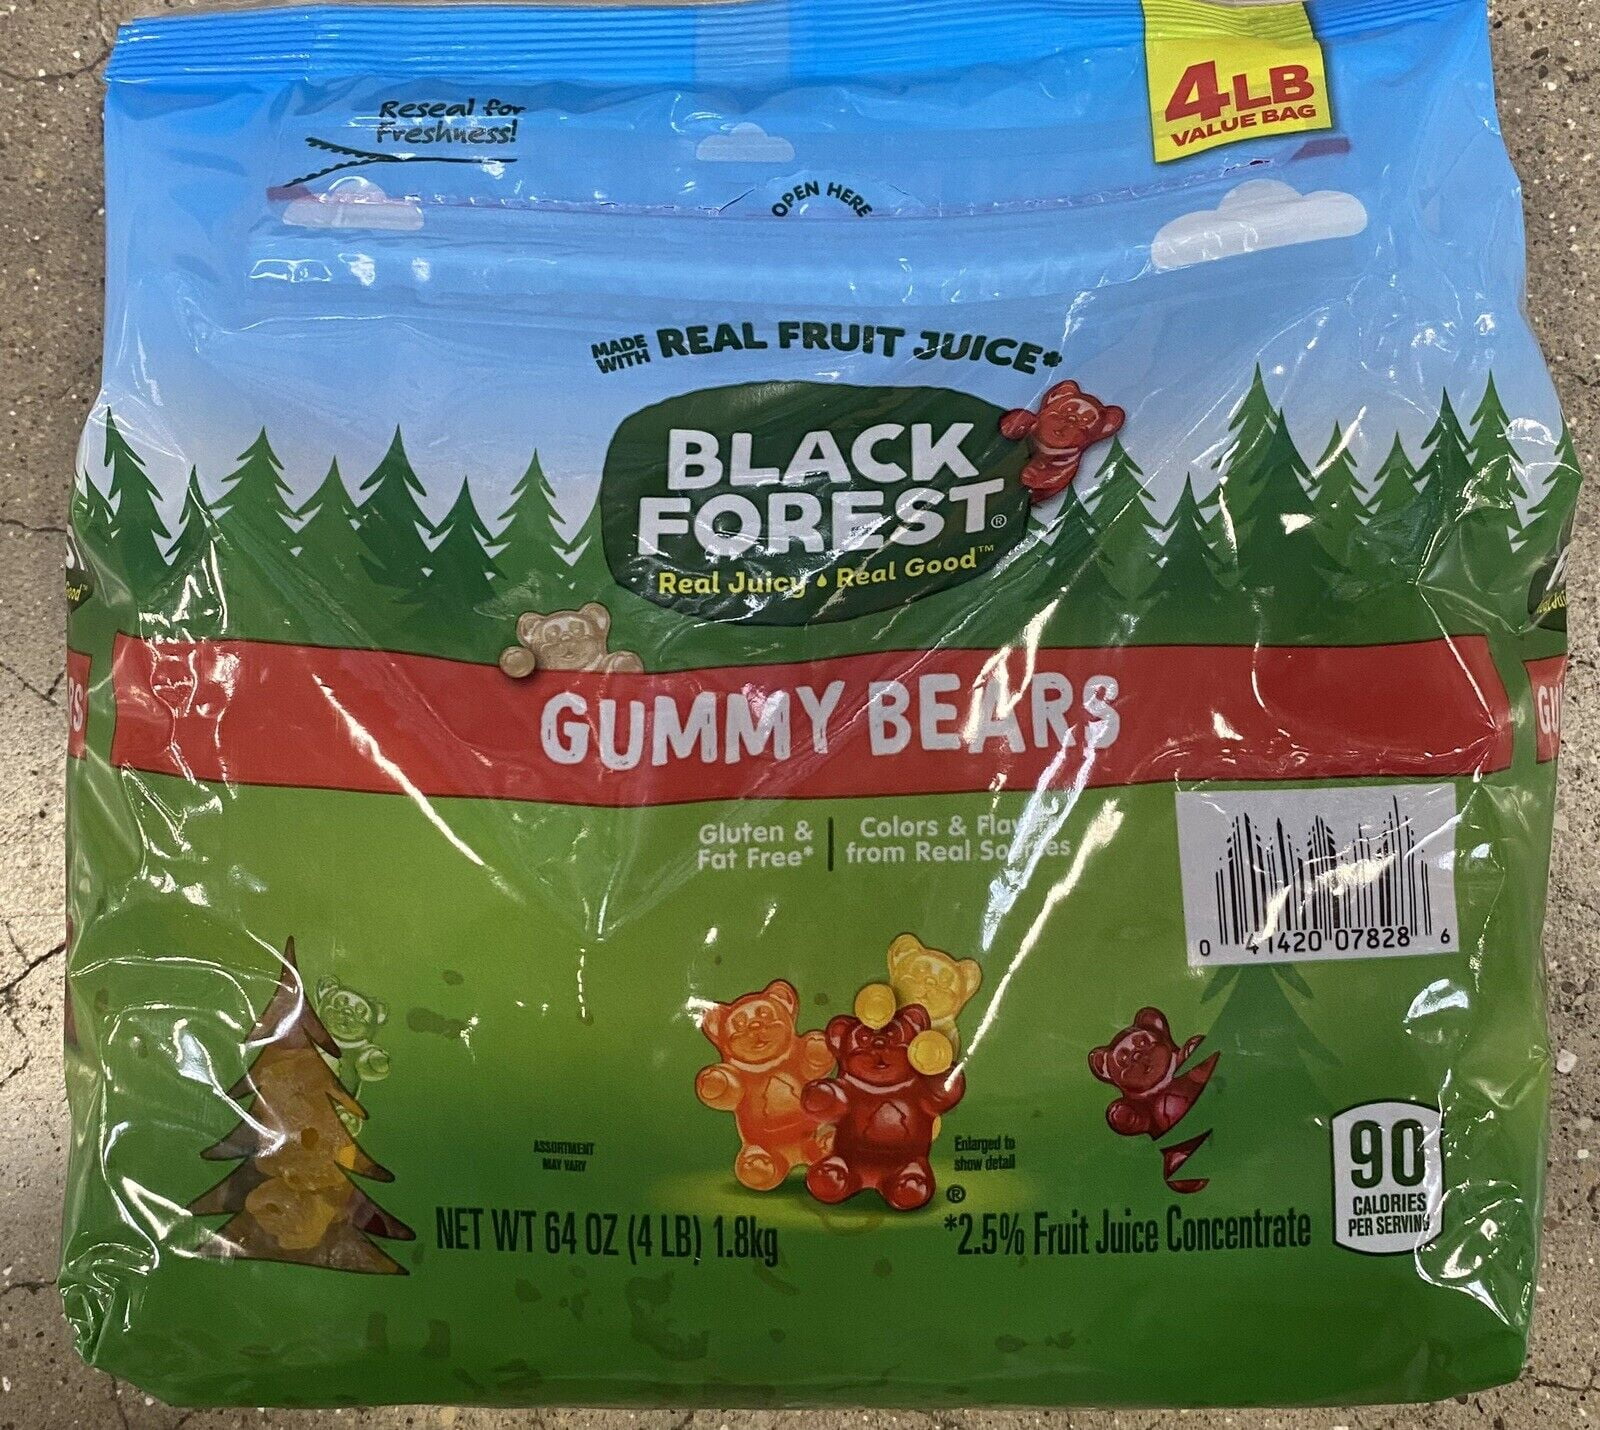 Reseal for
Freshness!
4LB
VALUE BAG
OPEN HERE
MADE
WITH REAL FRUIT JUICE*
BLACK
FOREST®
Real Juicy Real Good™
GUMMY BEARS
Gluten &
Fat Free*
Colors &
from Real
0 41420 07828 6
ASSORTMENT
MAY VARY
Enlarged to
show detail
®
NET WT 64 OZ (4 LB) 1.8kg
*2.5% Fruit Juice Concentrate
90
CALORIES
PER SERVING